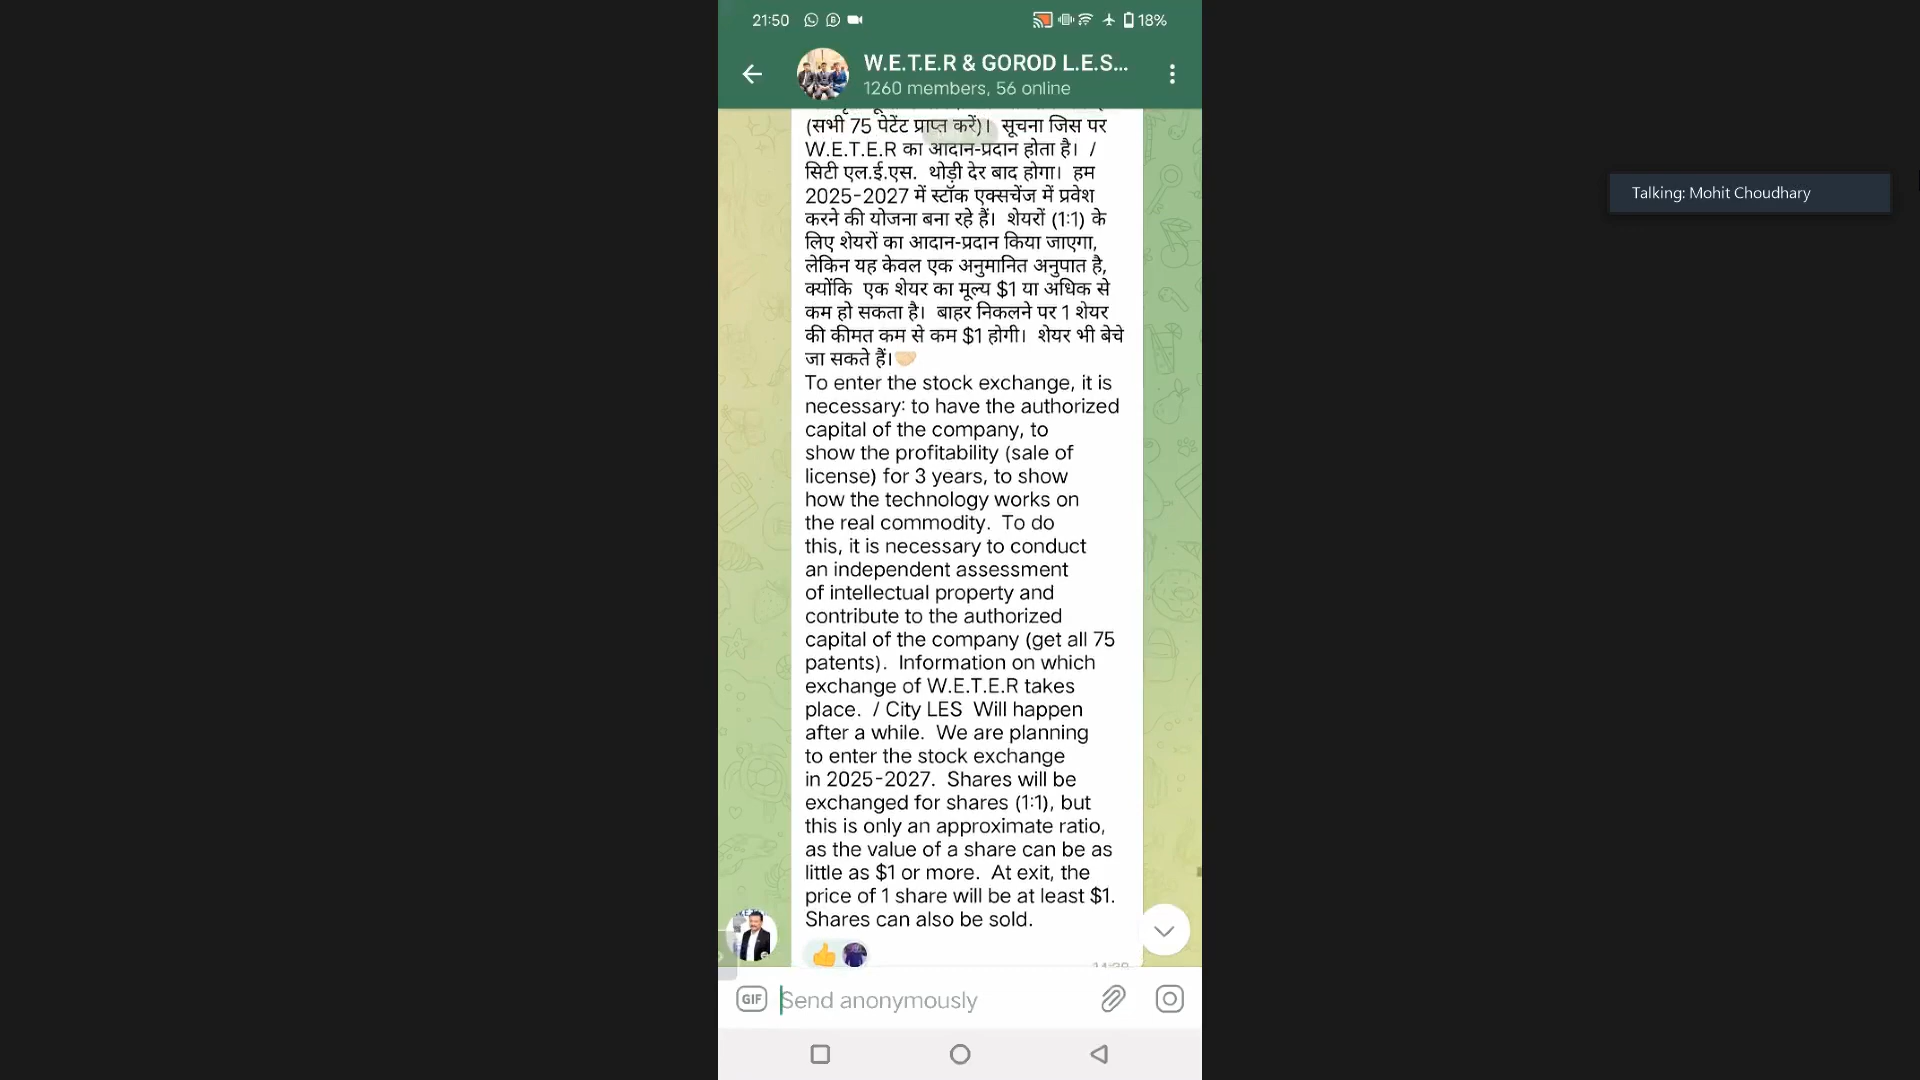 21:50
18%
W.E.T.E.R & GOROD L.E.S...
1260 members, 56 online
Talking: Mohit Choudhary
(सभी 75 पेटेंट प्राप्त करें)। सूचना जिस पर
W.E.T.E.R का आदान-प्रदान होता है। /
सिटी एल.ई.एस. थोड़ी देर बाद होगा। हम
2025-2027 में स्टॉक एक्सचेंज में प्रवेश
करने की योजना बना रहे हैं। शेयरों (1:1) के
लिए शेयरों का आदान-प्रदान किया जाएगा,
लेकिन यह केवल एक अनुमानित अनुपात है,
क्योंकि एक शेयर का मूल्य $1 या अधिक से
कम हो सकता है। बाहर निकलने पर 1 शेयर
की कीमत कम से कम $1 होगी। शेयर भी बेचे
जा सकते हैं।🤝🏻
To enter the stock exchange, it is
necessary: to have the authorized
capital of the company, to
show the profitability (sale of
license) for 3 years, to show
how the technology works on
the real commodity. To do
this, it is necessary to conduct
an independent assessment
of intellectual property and
contribute to the authorized
capital of the company (get all 75
patents). Information on which
exchange of W.E.T.E.R takes
place. / City LES Will happen
after a while. We are planning
to enter the stock exchange
in 2025-2027. Shares will be
exchanged for shares (1:1), but
this is only an approximate ratio,
as the value of a share can be as
little as $1 or more. At exit, the
price of 1 share will be at least $1.
Shares can also be sold.
GIF
Send anonymously